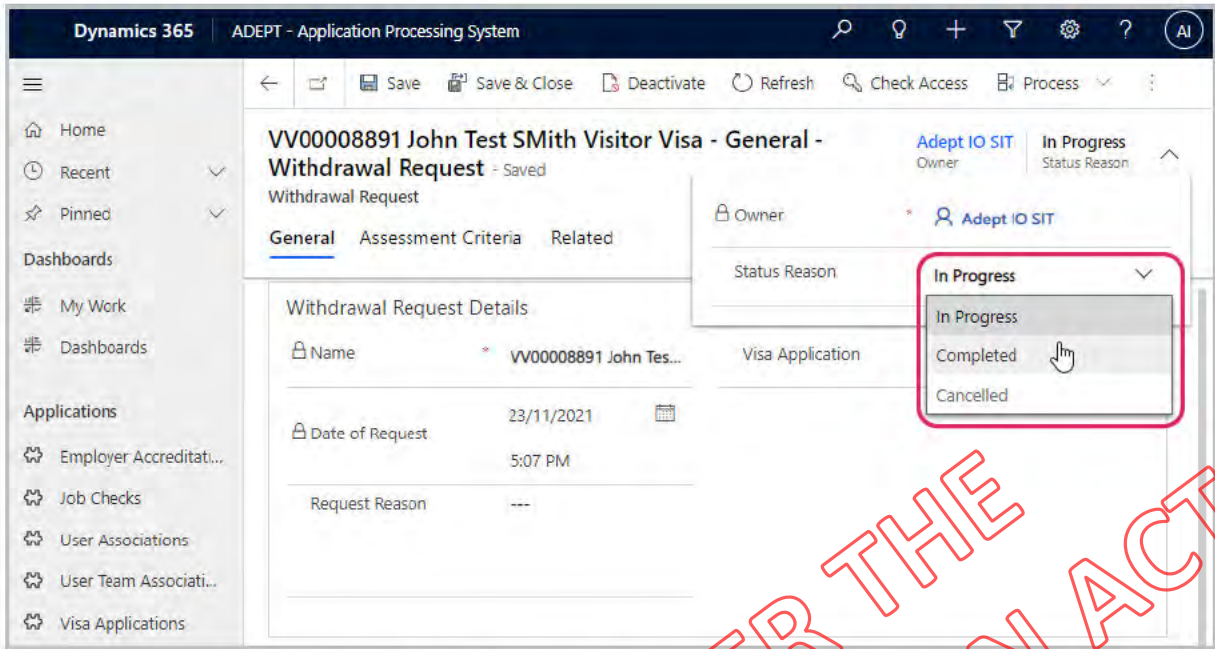 Dynamics 365 ADEPT - Application Processing System ? AI
Save Save & Close Deactivate Refresh Check Access Process
Home
Recent
Pinned
Dashboards
My Work
Dashboards
Applications
Employer Accreditati...
Job Checks
User Associations
User Team Associati...
Visa Applications
VV00008891 John Test SMith Visitor Visa - General -
Withdrawal Request - Saved
Withdrawal Request
Adept IO SIT
Owner
In Progress
Status Reason
General Assessment Criteria Related
Owner * Adept IO SIT
Status Reason In Progress
In Progress
Completed
Cancelled
Withdrawal Request Details
Name * VV00008891 John Tes...
Visa Application
Date of Request 23/11/2021
5:07 PM
Request Reason ---
ER THE
N ACT